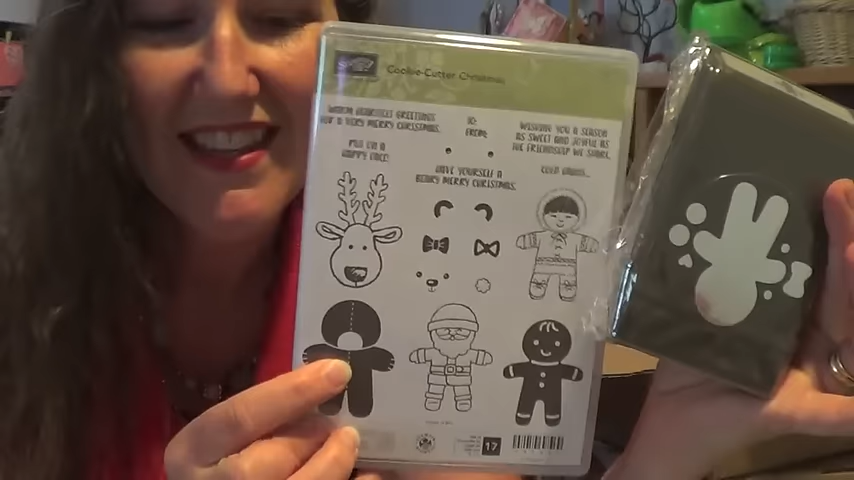 Cookie-Cutter Christmas
WARM HEARTFELT GREETINGS
FOR A VERY MERRY CHRISTMAS.
TO:
FROM:
WISHING YOU A SEASON
AS SWEET AND JOYFUL AS
THE FRIENDSHIP WE SHARE.
PUT ON A
HAPPY FACE!
HAVE YOURSELF A
BEARY MERRY CHRISTMAS.
COLD HANDS...
17